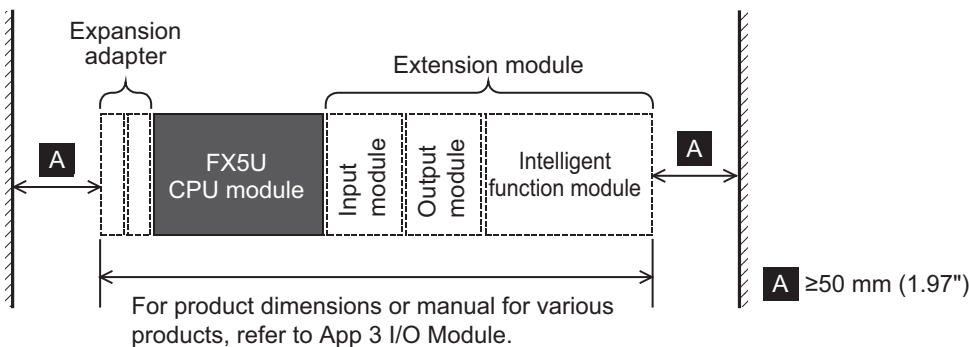 Expansion
adapter
Extension module
A
FX5U
CPU module
Input
module
Output
module
Intelligent
function module
A
A ≥50 mm (1.97")
For product dimensions or manual for various
products, refer to App 3 I/O Module.